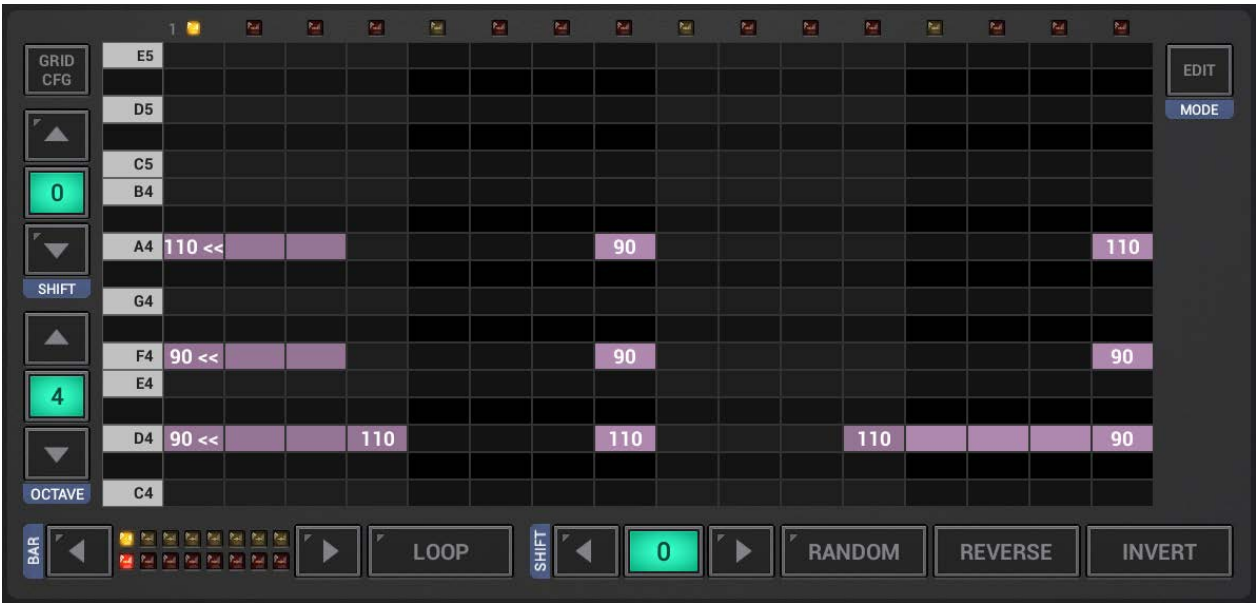 1
GRID
CFG
EDIT
MODE
E5
D5
C5
0
B4
A4 110 << 90 110
SHIFT
G4
F4 90 << 90 90
E4
4
D4 90 << 110 110 110 90
OCTAVE
C4
BAR
LOOP
SHIFT
0
RANDOM
REVERSE
INVERT